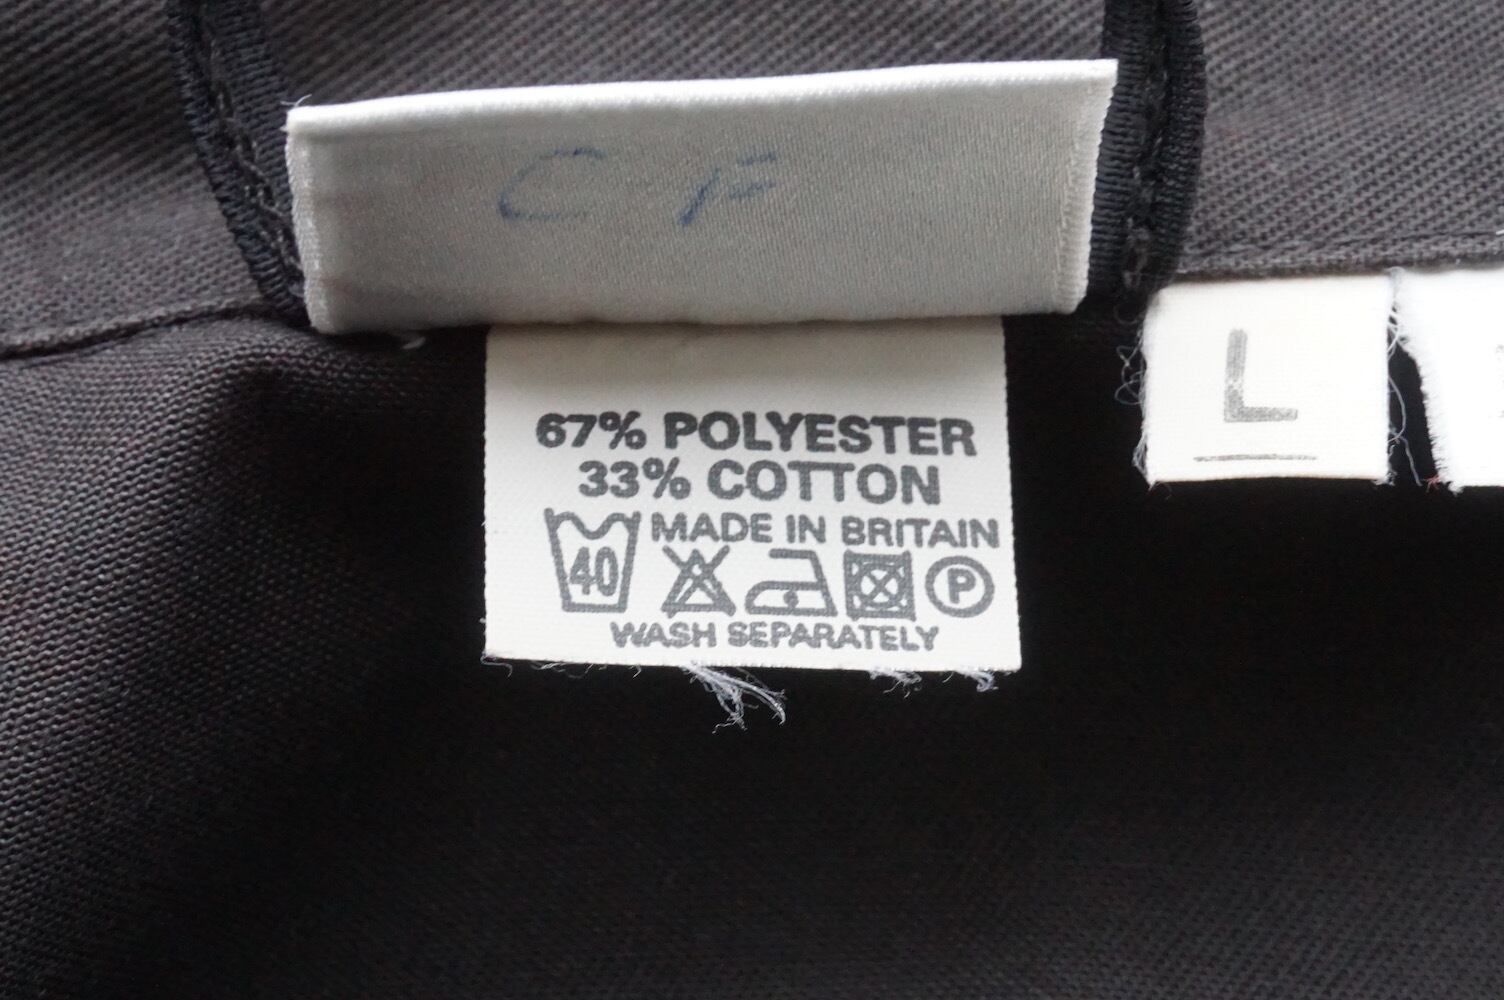 C F
67% POLYESTER
33% COTTON
MADE IN BRITAIN
40
P
WASH SEPARATELY
L